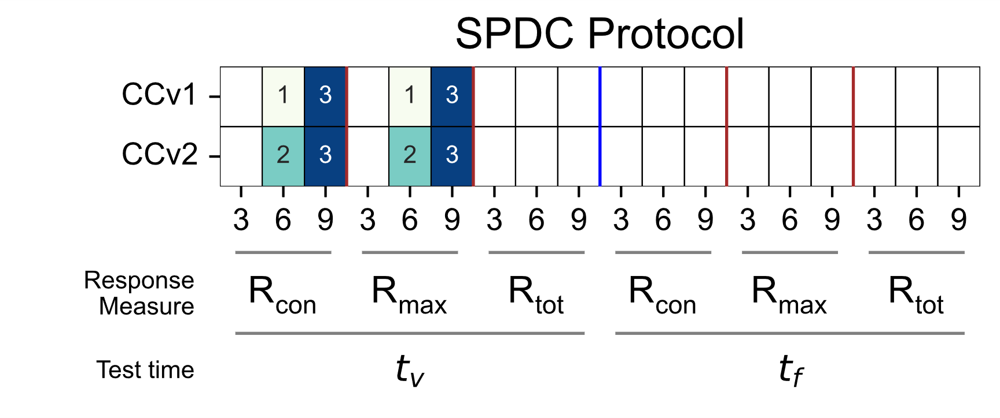 SPDC Protocol
CCv1 1 3 1 3
CCv2 2 3 2 3
3 6 9 3 6 9 3 6 9 3 6 9 3 6 9 3 6 9
Response
Measure
Rcon Rmax Rtot Rcon Rmax Rtot
Test time tv tf